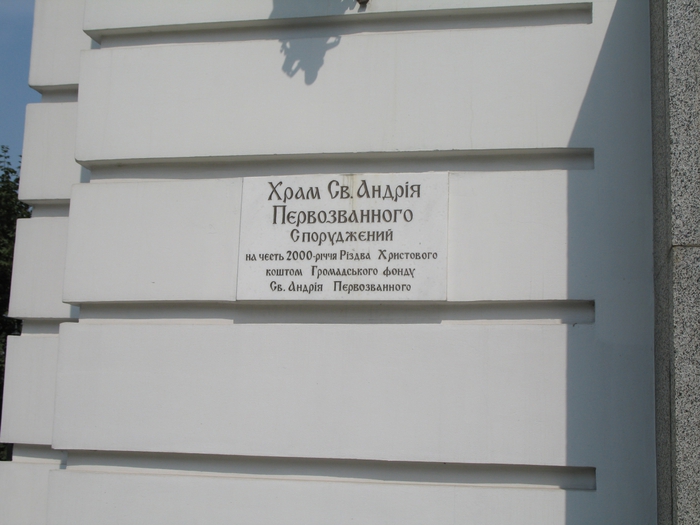 Храм Св. Андрія
Первозванного
Споруджений
на честь 2000-річчя Різдва Христового
коштом Громадського фонду
Св. Андрія Первозванного